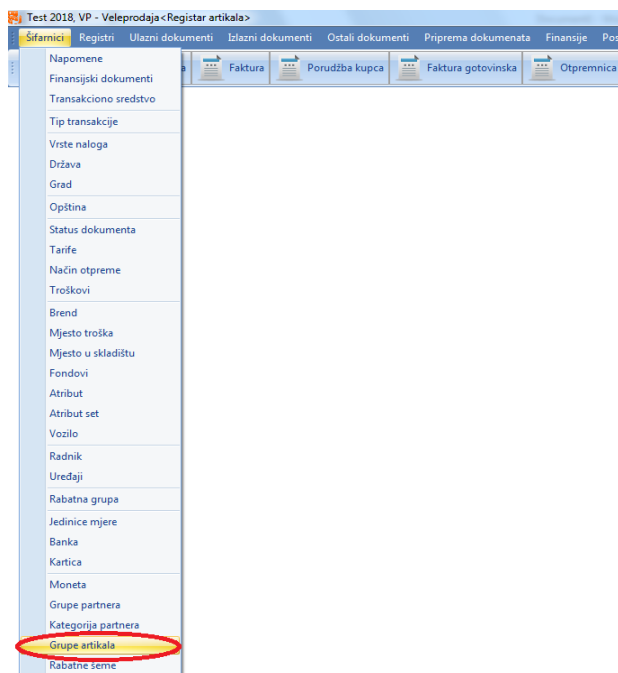 Test 2018, VP - Veleprodaja<Registar artikala>
Šifarnici Registri Ulazni dokumenti Izlazni dokumenti Ostali dokumenti Priprema dokumenata Finansije Pos
a Faktura Porudžba kupca Faktura gotovinska Otpremnica
Napomene
Finansijski dokumenti
Transakciono sredstvo
Tip transakcije
Vrste naloga
Država
Grad
Opština
Status dokumenta
Tarife
Način otpreme
Troškovi
Brend
Mjesto troška
Mjesto u skladištu
Fondovi
Atribut
Atribut set
Vozilo
Radnik
Uređaji
Rabatna grupa
Jedinice mjere
Banka
Kartica
Moneta
Grupe partnera
Kategorija partnera
Grupe artikala
Rabatne šeme